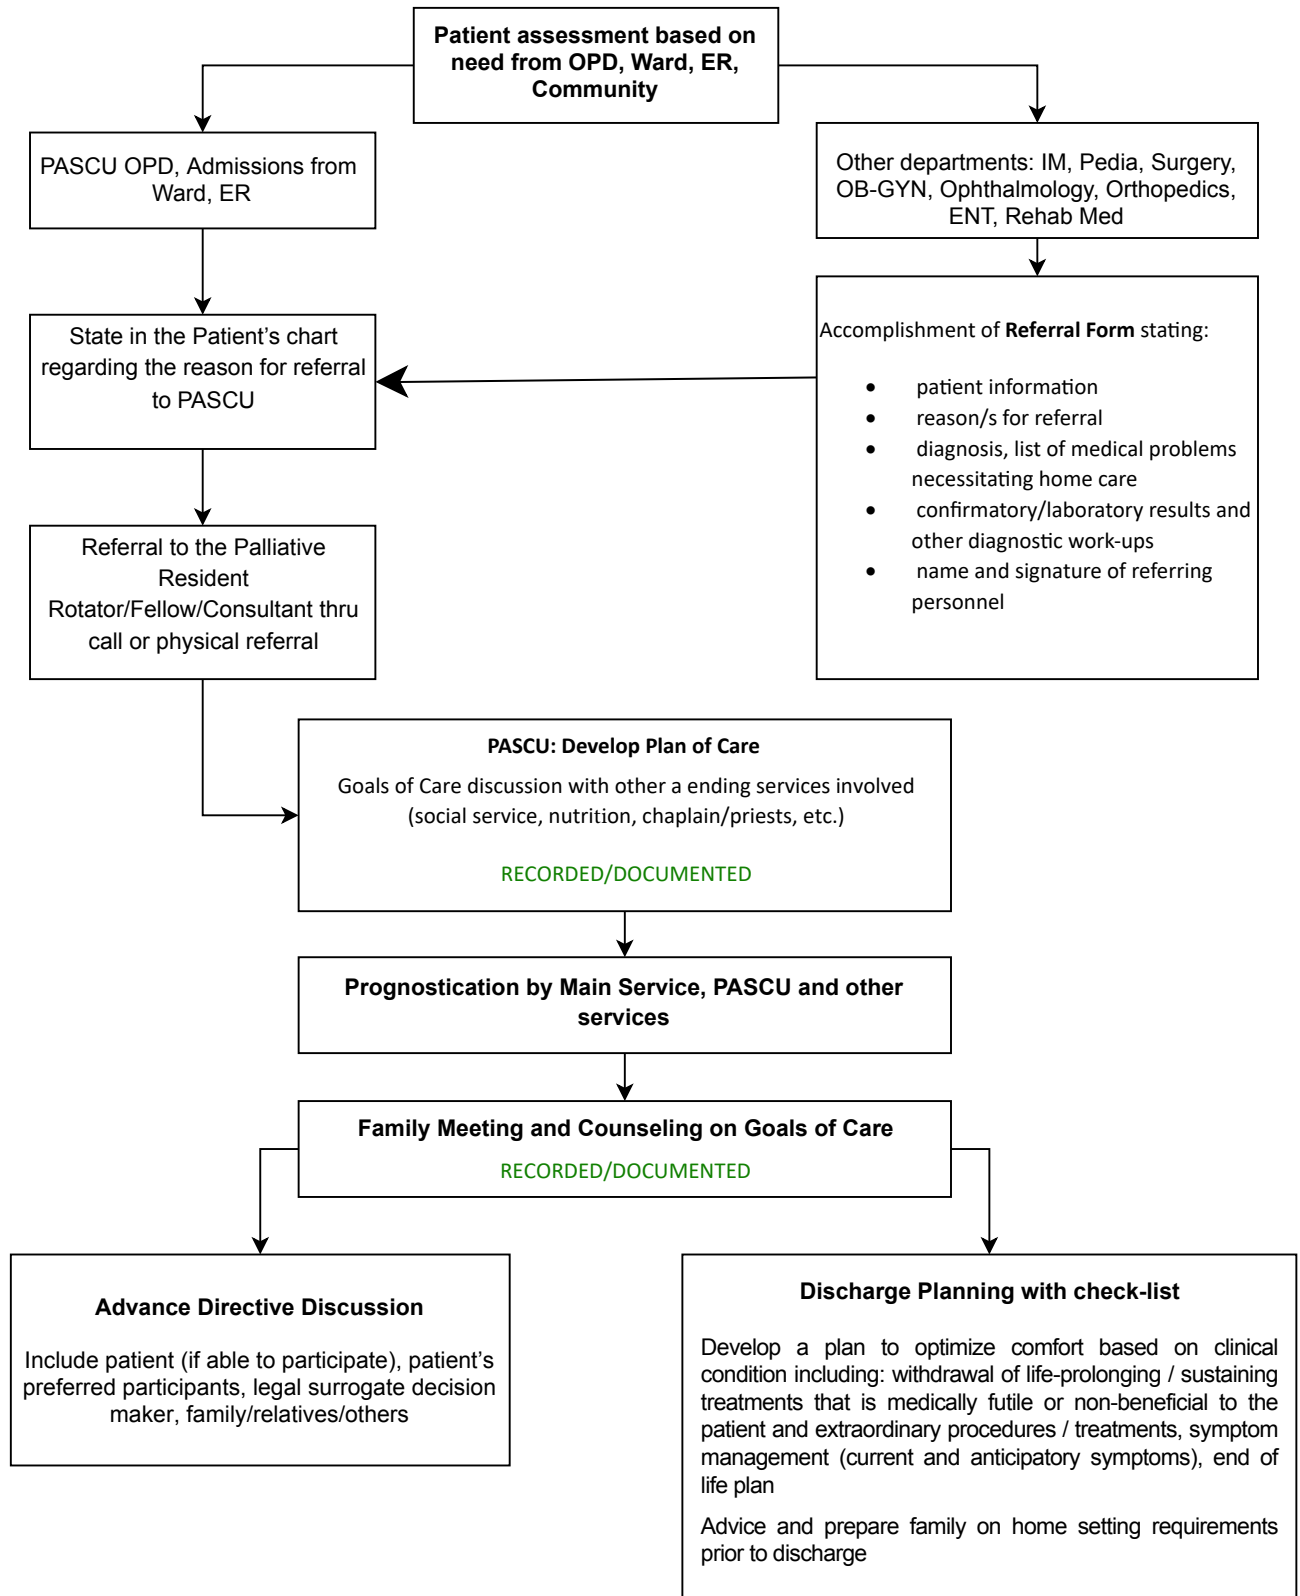 Patient assessment based on
need from OPD, Ward, ER,
Community
PASCU OPD, Admissions from
Ward, ER
Other departments: IM, Pedia, Surgery,
OB-GYN, Ophthalmology, Orthopedics,
ENT, Rehab Med
State in the Patient’s chart
regarding the reason for referral
to PASCU
Accomplishment of Referral Form stating:
• patient information
• reason/s for referral
• diagnosis, list of medical problems
necessitating home care
• confirmatory/laboratory results and
other diagnostic work-ups
• name and signature of referring
personnel
Referral to the Palliative
Resident
Rotator/Fellow/Consultant thru
call or physical referral
PASCU: Develop Plan of Care
Goals of Care discussion with other a ending services involved
(social service, nutrition, chaplain/priests, etc.)
RECORDED/DOCUMENTED
Prognostication by Main Service, PASCU and other
services
Family Meeting and Counseling on Goals of Care
RECORDED/DOCUMENTED
Advance Directive Discussion
Include patient (if able to participate), patient’s
preferred participants, legal surrogate decision
maker, family/relatives/others
Discharge Planning with check-list
Develop a plan to optimize comfort based on clinical
condition including: withdrawal of life-prolonging / sustaining
treatments that is medically futile or non-beneficial to the
patient and extraordinary procedures / treatments, symptom
management (current and anticipatory symptoms), end of
life plan
Advice and prepare family on home setting requirements
prior to discharge